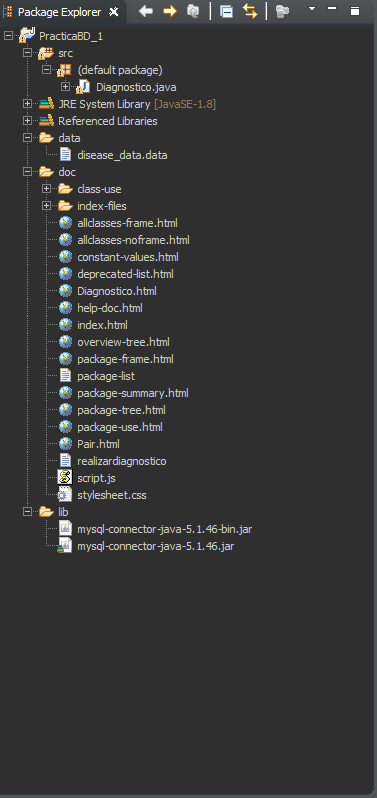 Package Explorer
PracticaBD_1
src
(default package)
Diagnostico.java
JRE System Library [JavaSE-1.8]
Referenced Libraries
data
disease_data.data
doc
class-use
index-files
allclasses-frame.html
allclasses-noframe.html
constant-values.html
deprecated-list.html
Diagnostico.html
help-doc.html
index.html
overview-tree.html
package-frame.html
package-list
package-summary.html
package-tree.html
package-use.html
Pair.html
realizardiagnostico
script.js
stylesheet.css
lib
mysql-connector-java-5.1.46-bin.jar
mysql-connector-java-5.1.46.jar